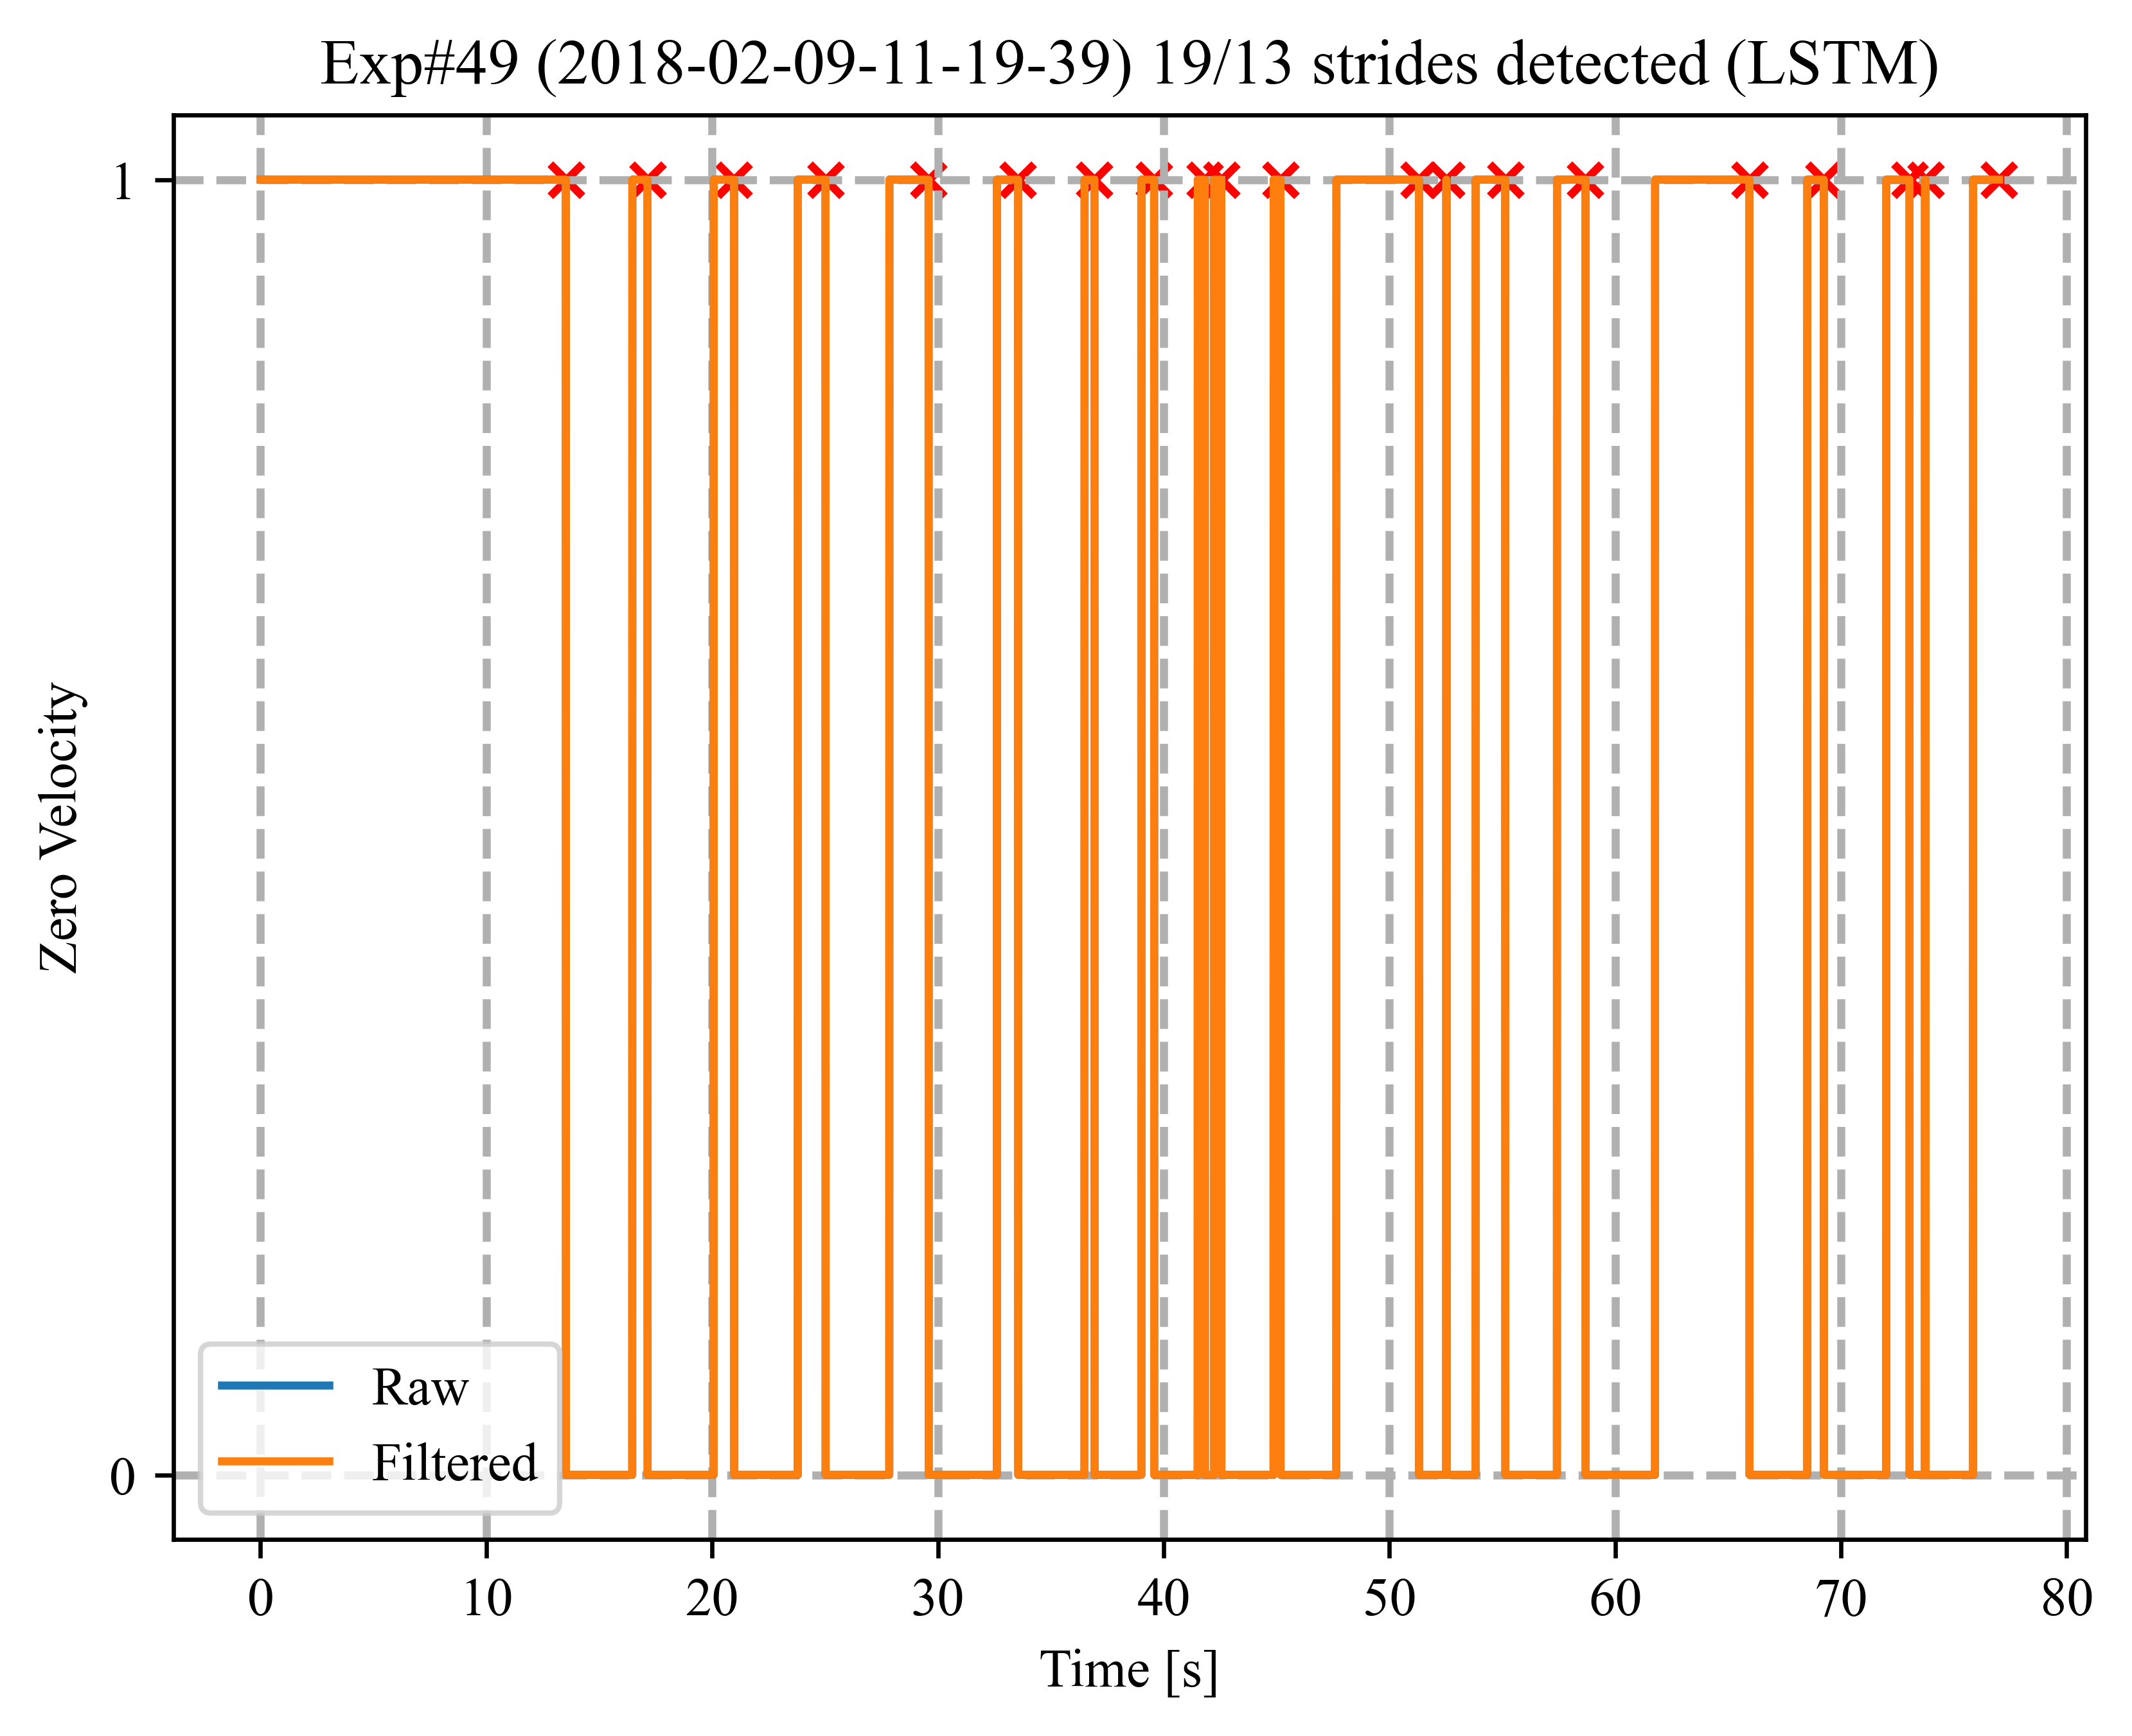 Exp#49 (2018-02-09-11-19-39) 19/13 strides detected (LSTM)
1
Zero Velocity
0
Raw
Filtered
0 10 20 30 40 50 60 70 80
Time [s]